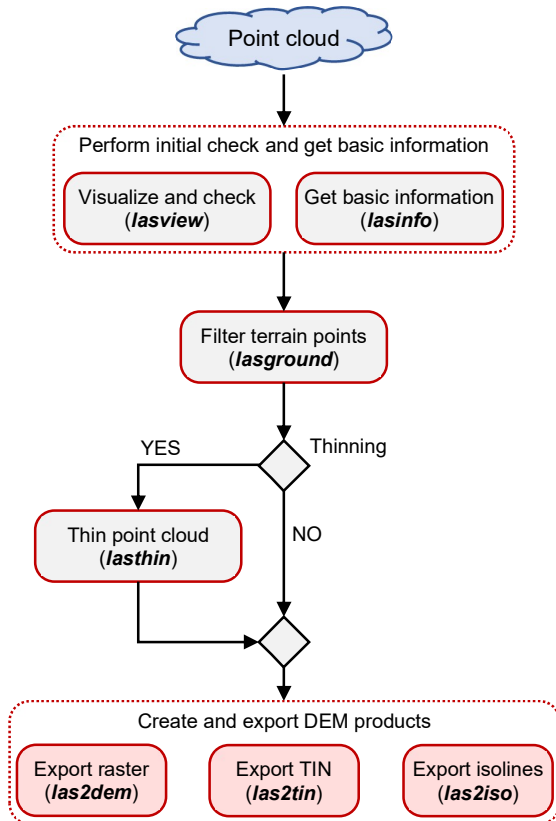 Point cloud
Perform initial check and get basic information
Visualize and check
(lasview)
Get basic information
(lasinfo)
Filter terrain points
(lasground)
Thinning
YES
NO
Thin point cloud
(lasthin)
Create and export DEM products
Export raster
(las2dem)
Export TIN
(las2tin)
Export isolines
(las2iso)